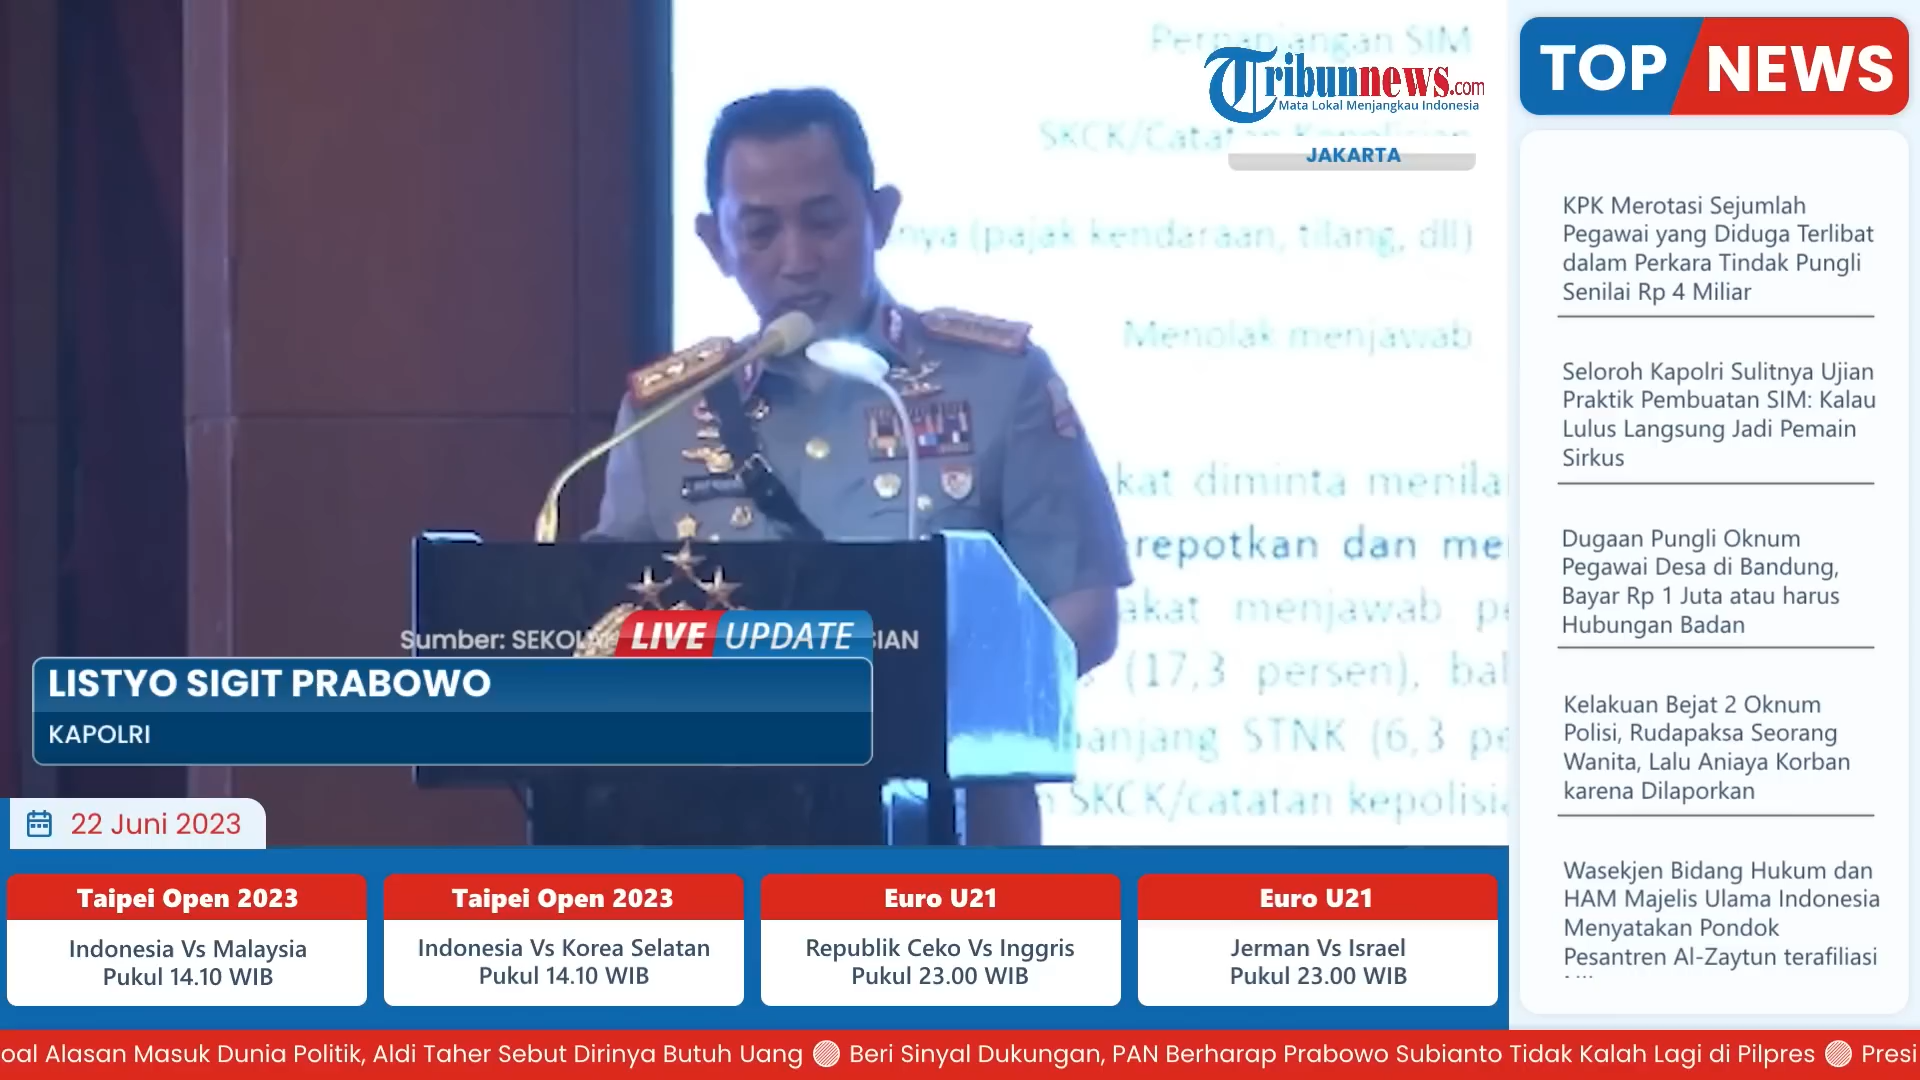 Perpanjangan SIM
Tribunnews.com
Mata Lokal Menjangkau Indonesia
JAKARTA
(pajak kendaraan, tilang, dll)
Menolak menjawab
diminta
repotkan dan
menjawab
(17,3 persen),
STNK (6,3
SKCK/catatan
Sumber:
LIVE UPDATE
LISTYO SIGIT PRABOWO
KAPOLRI
22 Juni 2023
TOP NEWS
KPK Merotasi Sejumlah
Pegawai yang Diduga Terlibat
dalam Perkara Tindak Pungli
Senilai Rp 4 Miliar
Seloroh Kapolri Sulitnya Ujian
Praktik Pembuatan SIM: Kalau
Lulus Langsung Jadi Pemain
Sirkus
Dugaan Pungli Oknum
Pegawai Desa di Bandung,
Bayar Rp 1 Juta atau harus
Hubungan Badan
Kelakuan Bejat 2 Oknum
Polisi, Rudapaksa Seorang
Wanita, Lalu Aniaya Korban
karena Dilaporkan
Wasekjen Bidang Hukum dan
HAM Majelis Ulama Indonesia
Menyatakan Pondok
Pesantren Al-Zaytun terafiliasi
Taipei Open 2023
Indonesia Vs Malaysia
Pukul 14.10 WIB
Taipei Open 2023
Indonesia Vs Korea Selatan
Pukul 14.10 WIB
Euro U21
Republik Ceko Vs Inggris
Pukul 23.00 WIB
Euro U21
Jerman Vs Israel
Pukul 23.00 WIB
oal Alasan Masuk Dunia Politik, Aldi Taher Sebut Dirinya Butuh Uang Beri Sinyal Dukungan, PAN Berharap Prabowo Subianto Tidak Kalah Lagi di Pilpres Presi